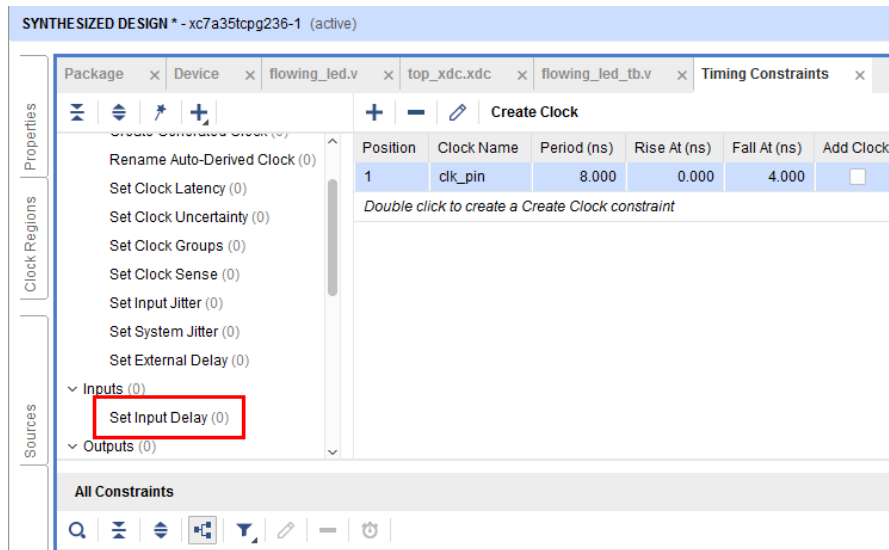 SYNTHESIZED DESIGN * - xc7a35tcpg236-1 (active)
Properties
Clock Regions
Sources
Package × Device × flowing_led.v × top_xdc.xdc × flowing_led_tb.v × Timing Constraints ×
Create Generated Clock (0)
Rename Auto-Derived Clock (0)
Set Clock Latency (0)
Set Clock Uncertainty (0)
Set Clock Groups (0)
Set Clock Sense (0)
Set Input Jitter (0)
Set System Jitter (0)
Set External Delay (0)
Inputs (0)
Set Input Delay (0)
Outputs (0)
Create Clock
Position Clock Name Period (ns) Rise At (ns) Fall At (ns) Add Clock
1 clk_pin 8.000 0.000 4.000
Double click to create a Create Clock constraint
All Constraints